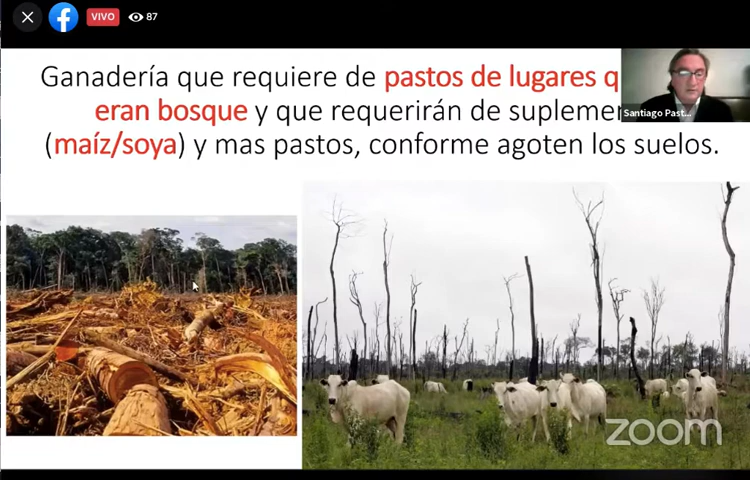 VIVO 87
Ganadería que requiere de pastos de lugares q
eran bosque y que requerirán de supleme
(maíz/soya) y mas pastos, conforme agoten los suelos.
Santiago Past...
zoom